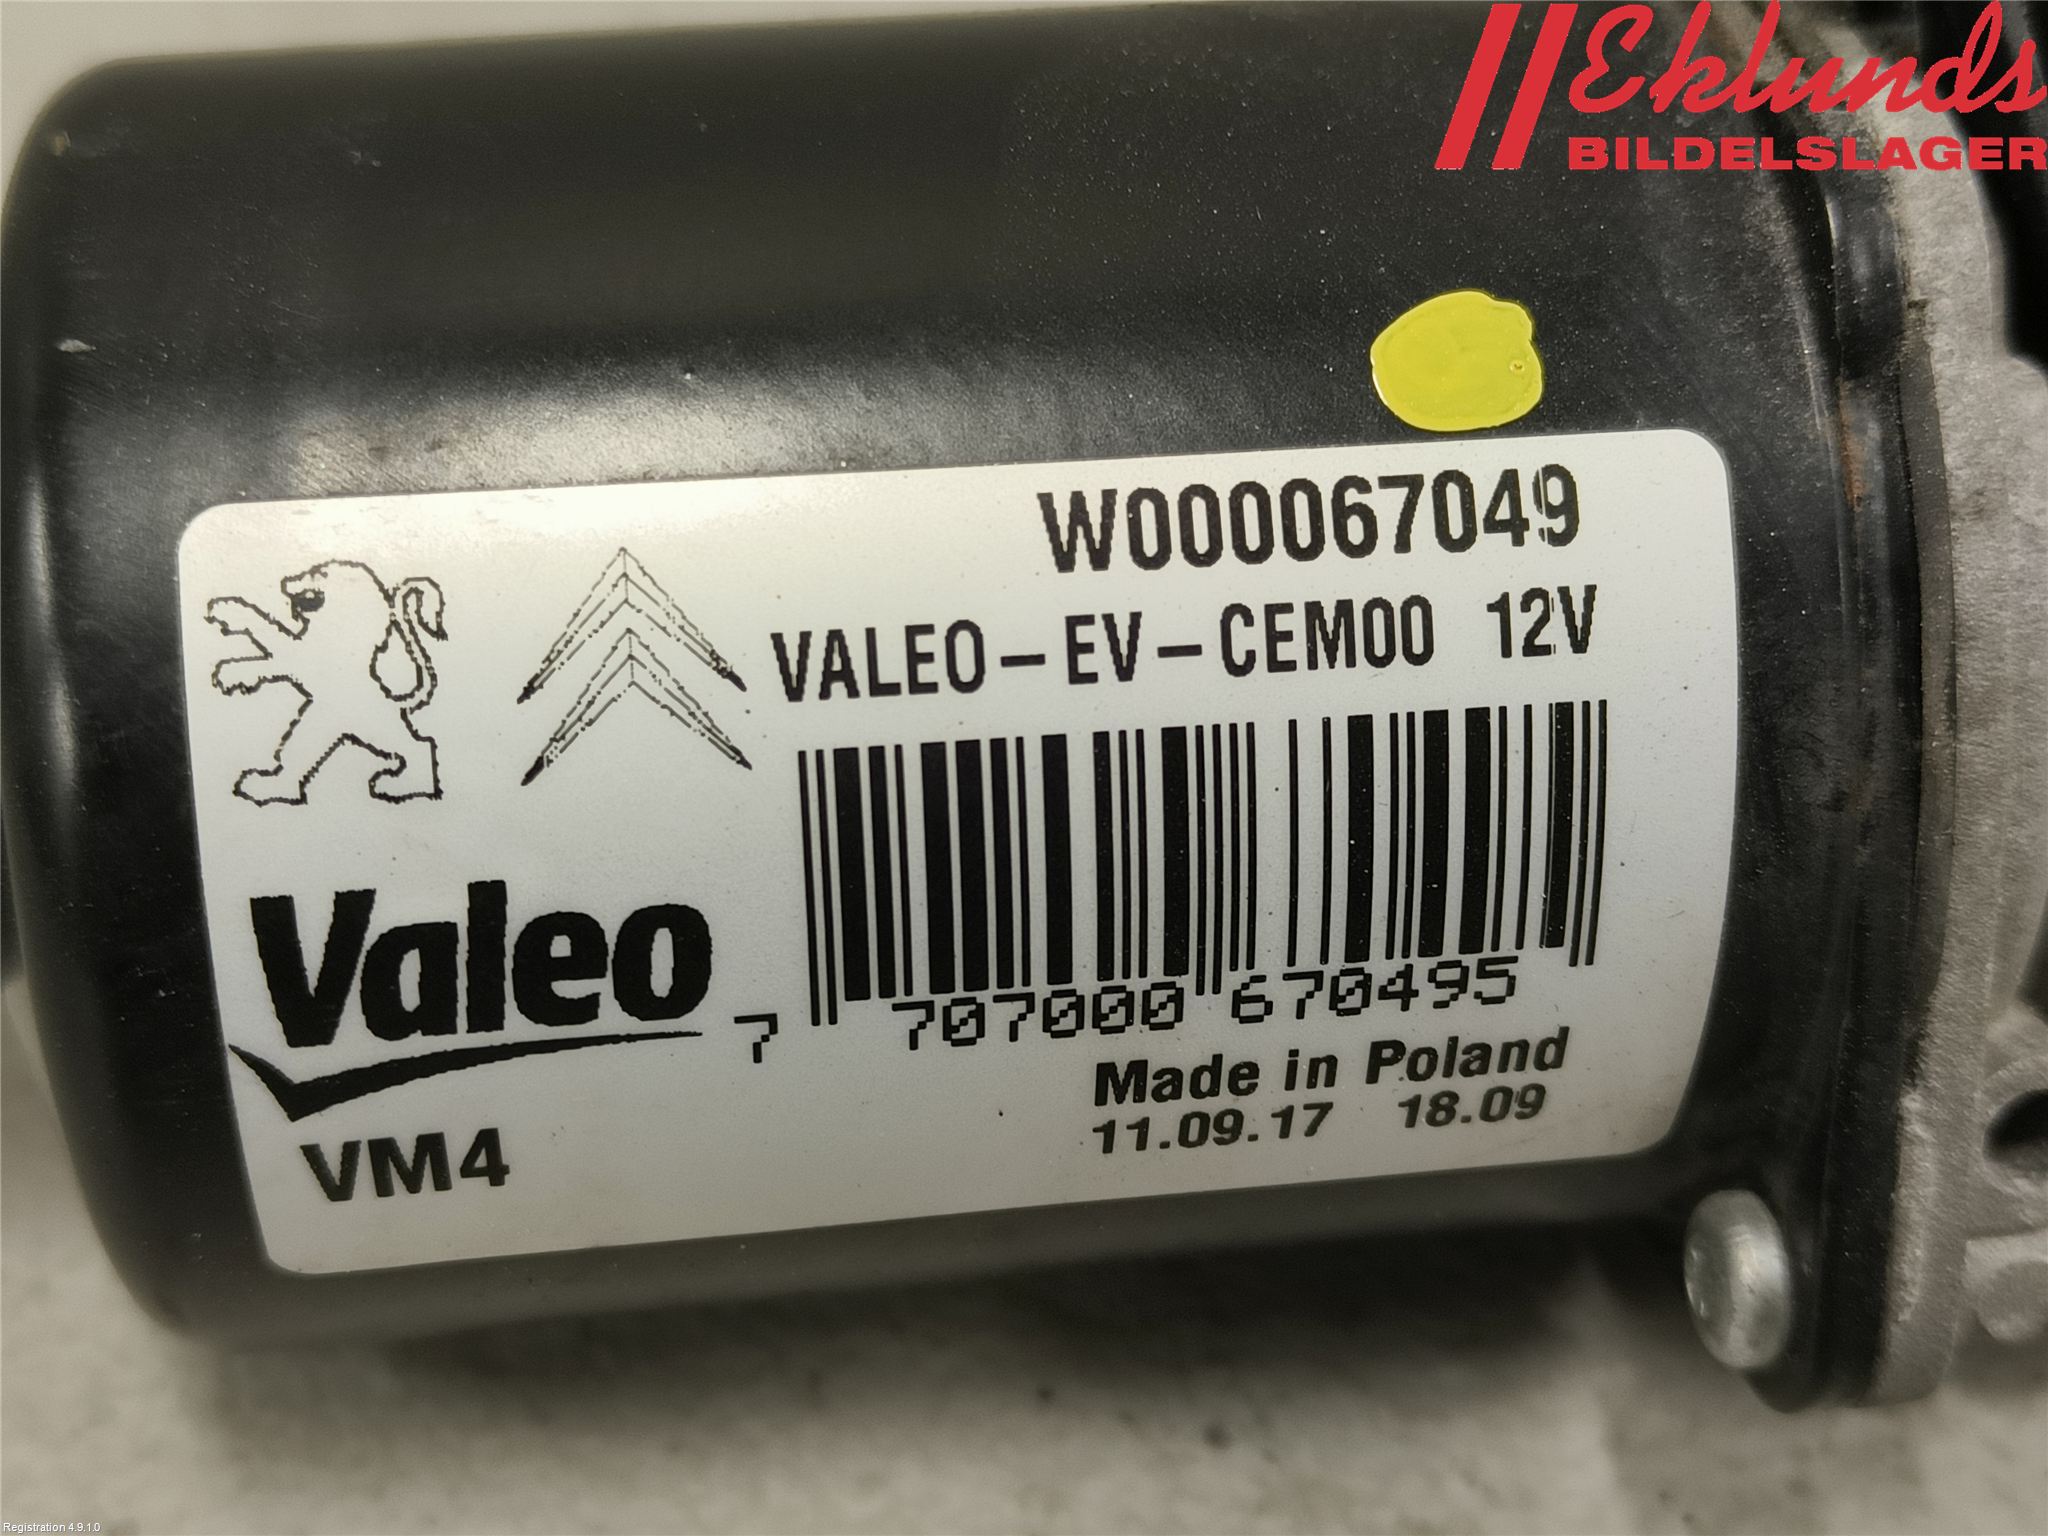 Eklunds
BILDELSLAGER
W000067049
VALEO-EV-CEM00 12V
7 707000 670495
Valeo
Made in Poland
11.09.17 18.09
VM4
Registration 4.9.1.0